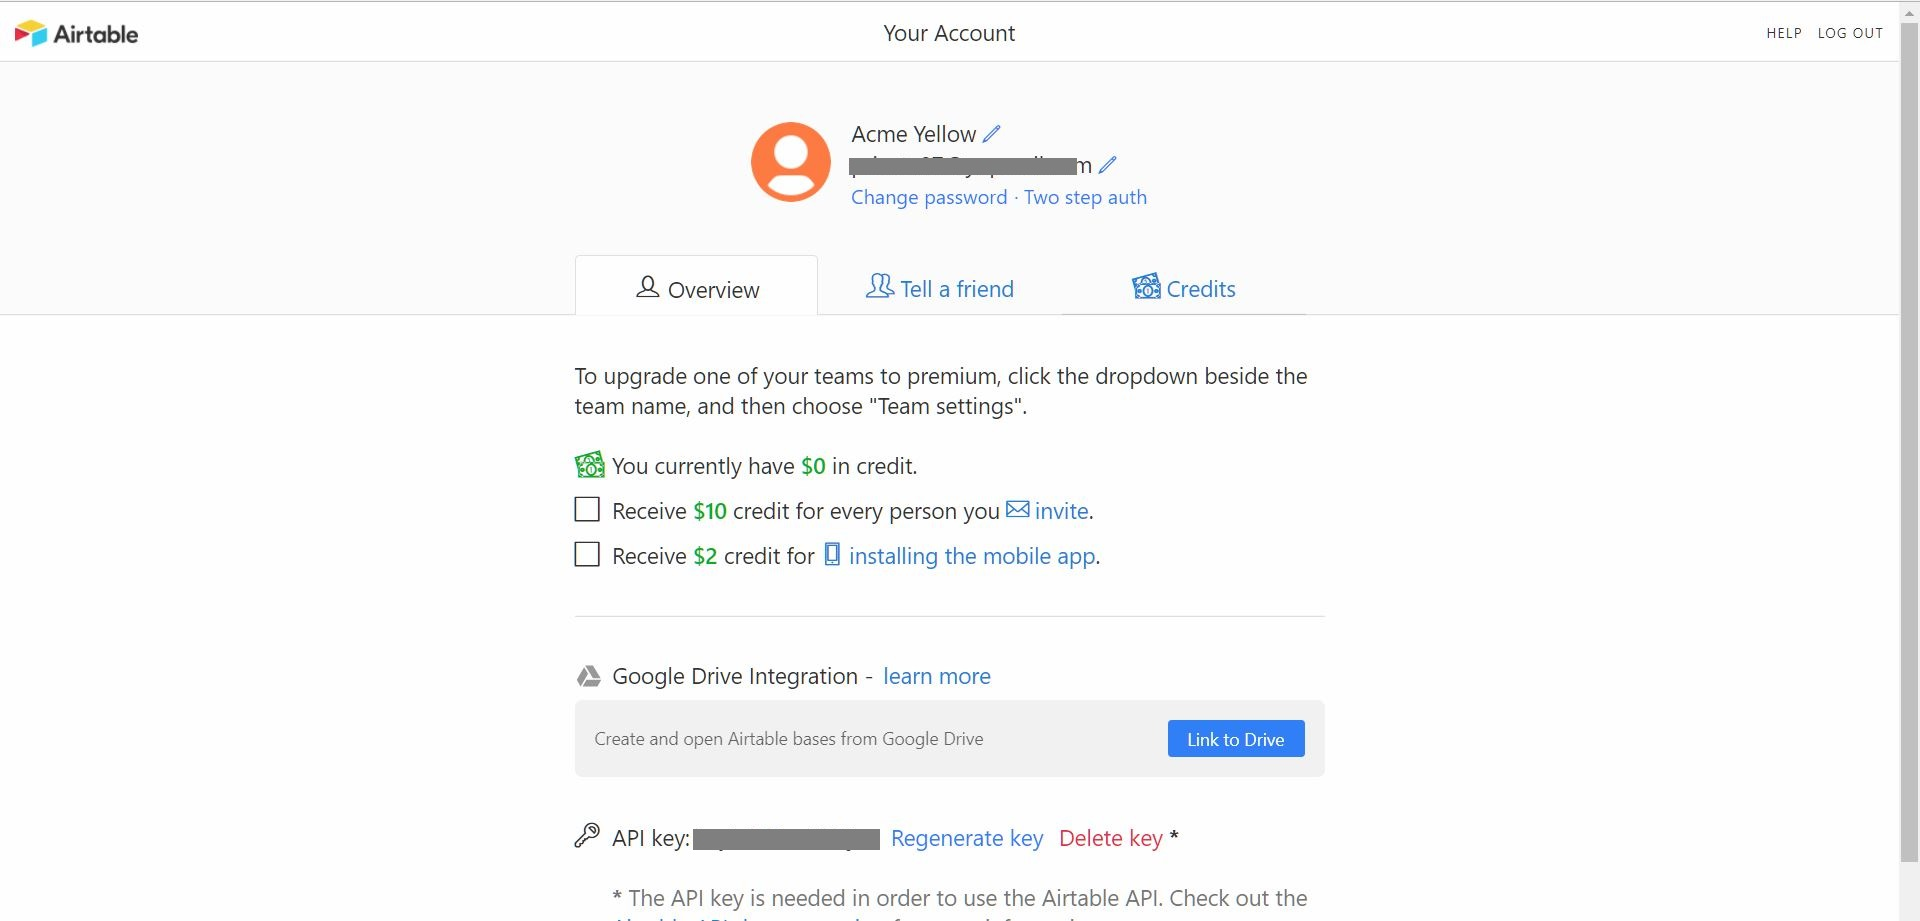 Airtable
Your Account
HELP LOG OUT
Acme Yellow
Change password · Two step auth
Overview
Tell a friend
Credits
To upgrade one of your teams to premium, click the dropdown beside the
team name, and then choose "Team settings".
You currently have $0 in credit.
Receive $10 credit for every person you invite.
Receive $2 credit for installing the mobile app.
Google Drive Integration - learn more
Create and open Airtable bases from Google Drive
Link to Drive
API key: Regenerate key Delete key *
* The API key is needed in order to use the Airtable API. Check out the